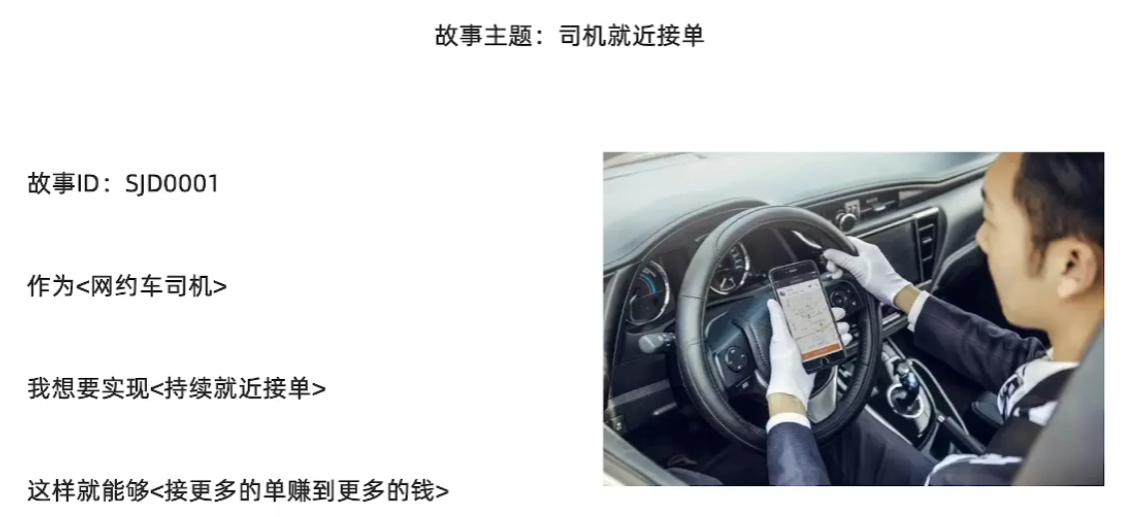 故事主题：司机就近接单
故事ID：SJD0001
作为<网约车司机>
我想要实现<持续就近接单>
这样就能够<接更多的单赚到更多的钱>